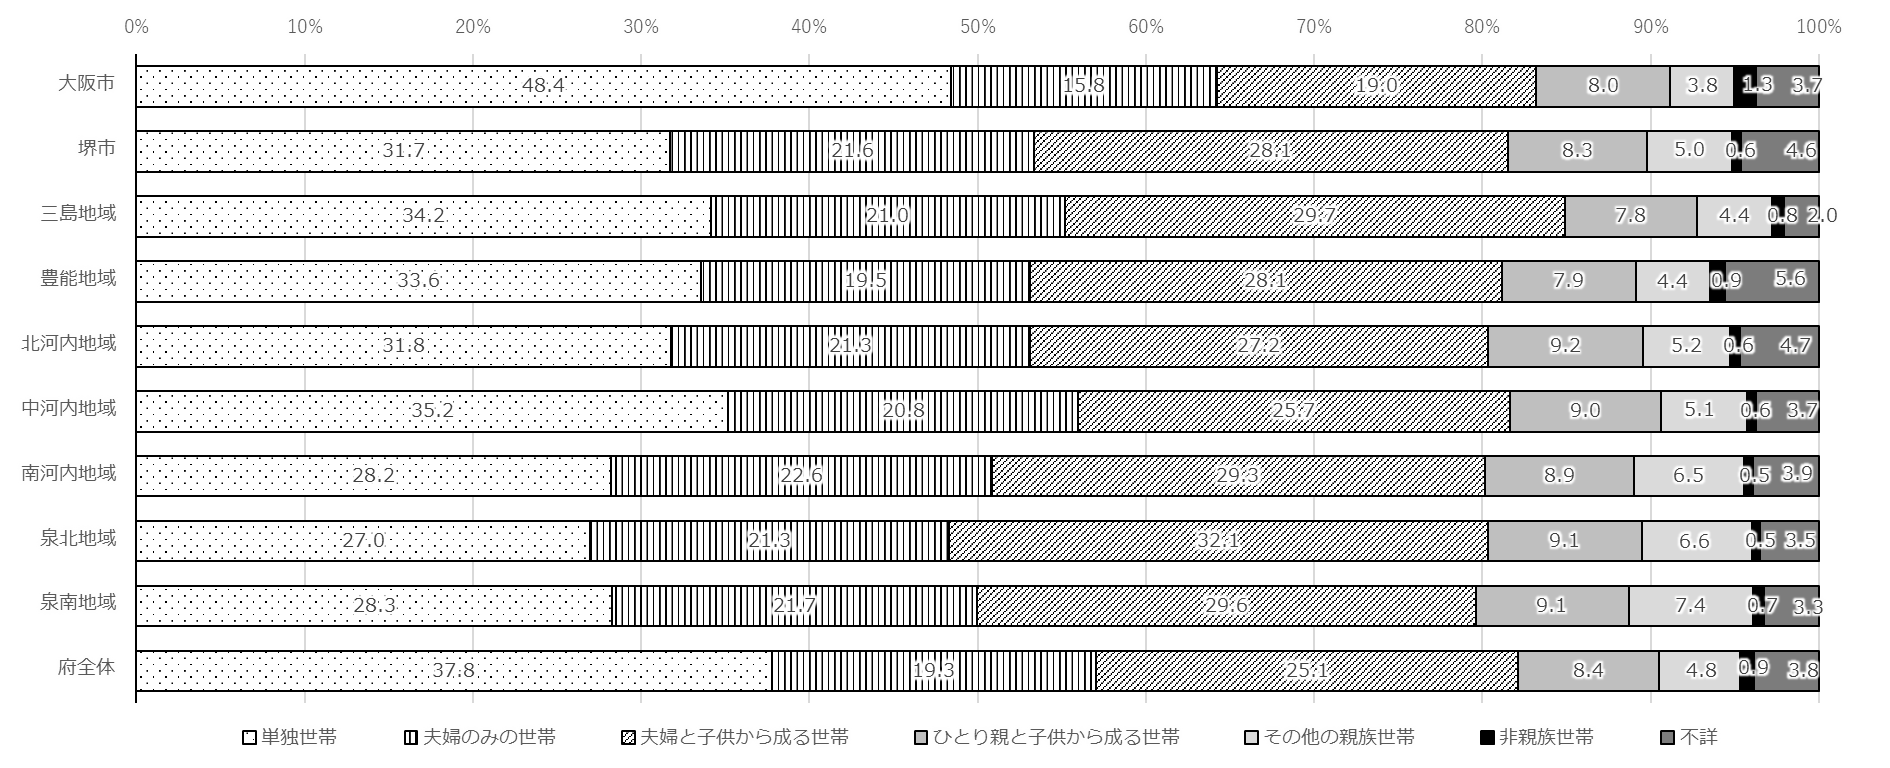 0% 10% 20% 30% 40% 50% 60% 70% 80% 90% 100%
大阪市 48.4 15.8 19.0 8.0 3.8 1.3 3.7
堺市 31.7 21.6 28.1 8.3 5.0 0.6 4.6
三島地域 34.2 21.0 29.7 7.8 4.4 0.8 2.0
豊能地域 33.6 19.5 28.1 7.9 4.4 0.9 5.6
北河内地域 31.8 21.3 27.2 9.2 5.2 0.6 4.7
中河内地域 35.2 20.8 25.7 9.0 5.1 0.6 3.7
南河内地域 28.2 22.6 29.3 8.9 6.5 0.5 3.9
泉北地域 27.0 21.3 32.1 9.1 6.6 0.5 3.5
泉南地域 28.3 21.7 29.6 9.1 7.4 0.7 3.3
府全体 37.8 19.3 25.1 8.4 4.8 0.9 3.8
単独世帯 夫婦のみの世帯 夫婦と子供から成る世帯 ひとり親と子供から成る世帯 その他の親族世帯 非親族世帯 不詳